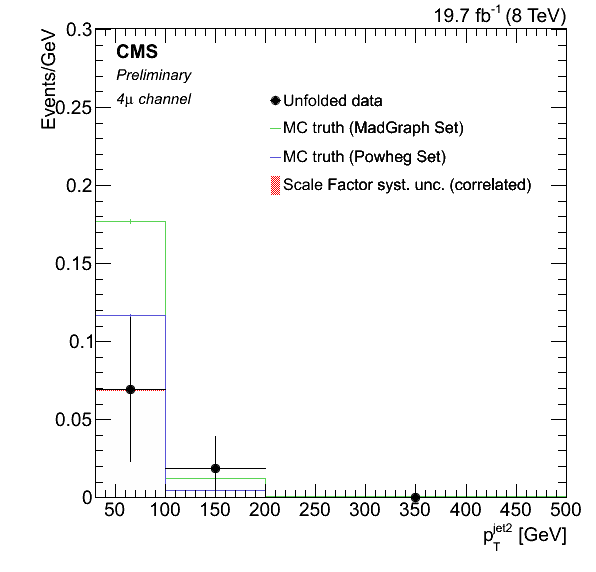 19.7 fb⁻¹ (8 TeV)
Events/GeV
CMS
Preliminary
4μ channel
Unfolded data
MC truth (MadGraph Set)
MC truth (Powheg Set)
Scale Factor syst. unc. (correlated)
0.3
0.25
0.2
0.15
0.1
0.05
0
50 100 150 200 250 300 350 400 450 500
p_T^jet2 [GeV]